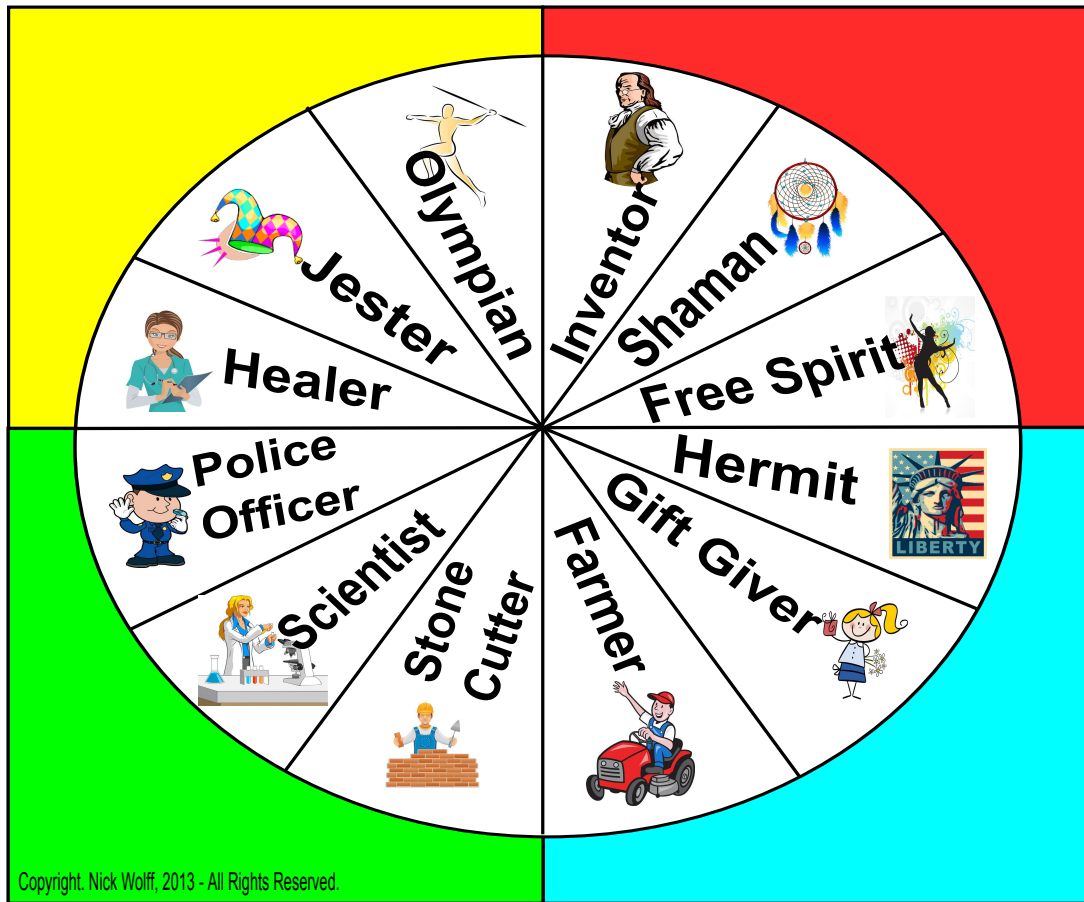 Olympian
Inventor
Shaman
Free Spirit
Hermit
LIBERTY
Gift Giver
Farmer
Stone
Cutter
Scientist
Police
Officer
Healer
Jester
Copyright. Nick Wolff, 2013 - All Rights Reserved.